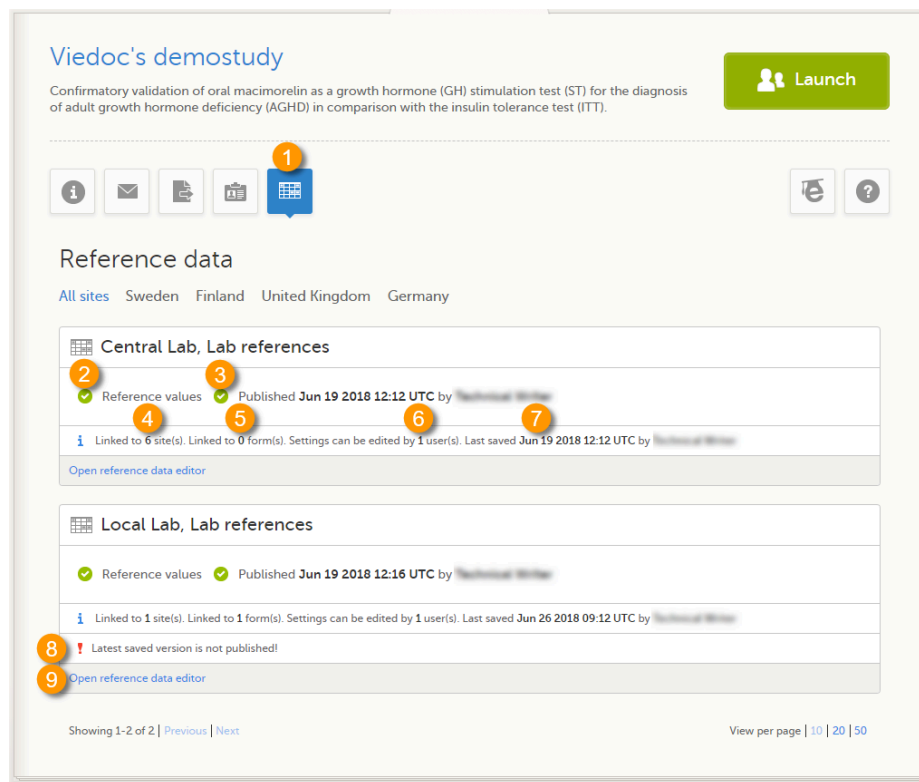 Viedoc's demostudy
Launch
Confirmatory validation of oral macimorelin as a growth hormone (GH) stimulation test (ST) for the diagnosis
of adult growth hormone deficiency (AGHD) in comparison with the insulin tolerance test (ITT).
1
e
?
Reference data
All sites Sweden Finland United Kingdom Germany
Central Lab, Lab references
2 3
Reference values Published Jun 19 2018 12:12 UTC by
4 5 6 7
i Linked to 6 site(s). Linked to 0 form(s). Settings can be edited by 1 user(s). Last saved Jun 19 2018 12:12 UTC by
Open reference data editor
Local Lab, Lab references
Reference values Published Jun 19 2018 12:16 UTC by
i Linked to 1 site(s). Linked to 1 form(s). Settings can be edited by 1 user(s). Last saved Jun 26 2018 09:12 UTC by
8 ! Latest saved version is not published!
9 Open reference data editor
Showing 1-2 of 2 | Previous | Next
View per page | 10 | 20 | 50